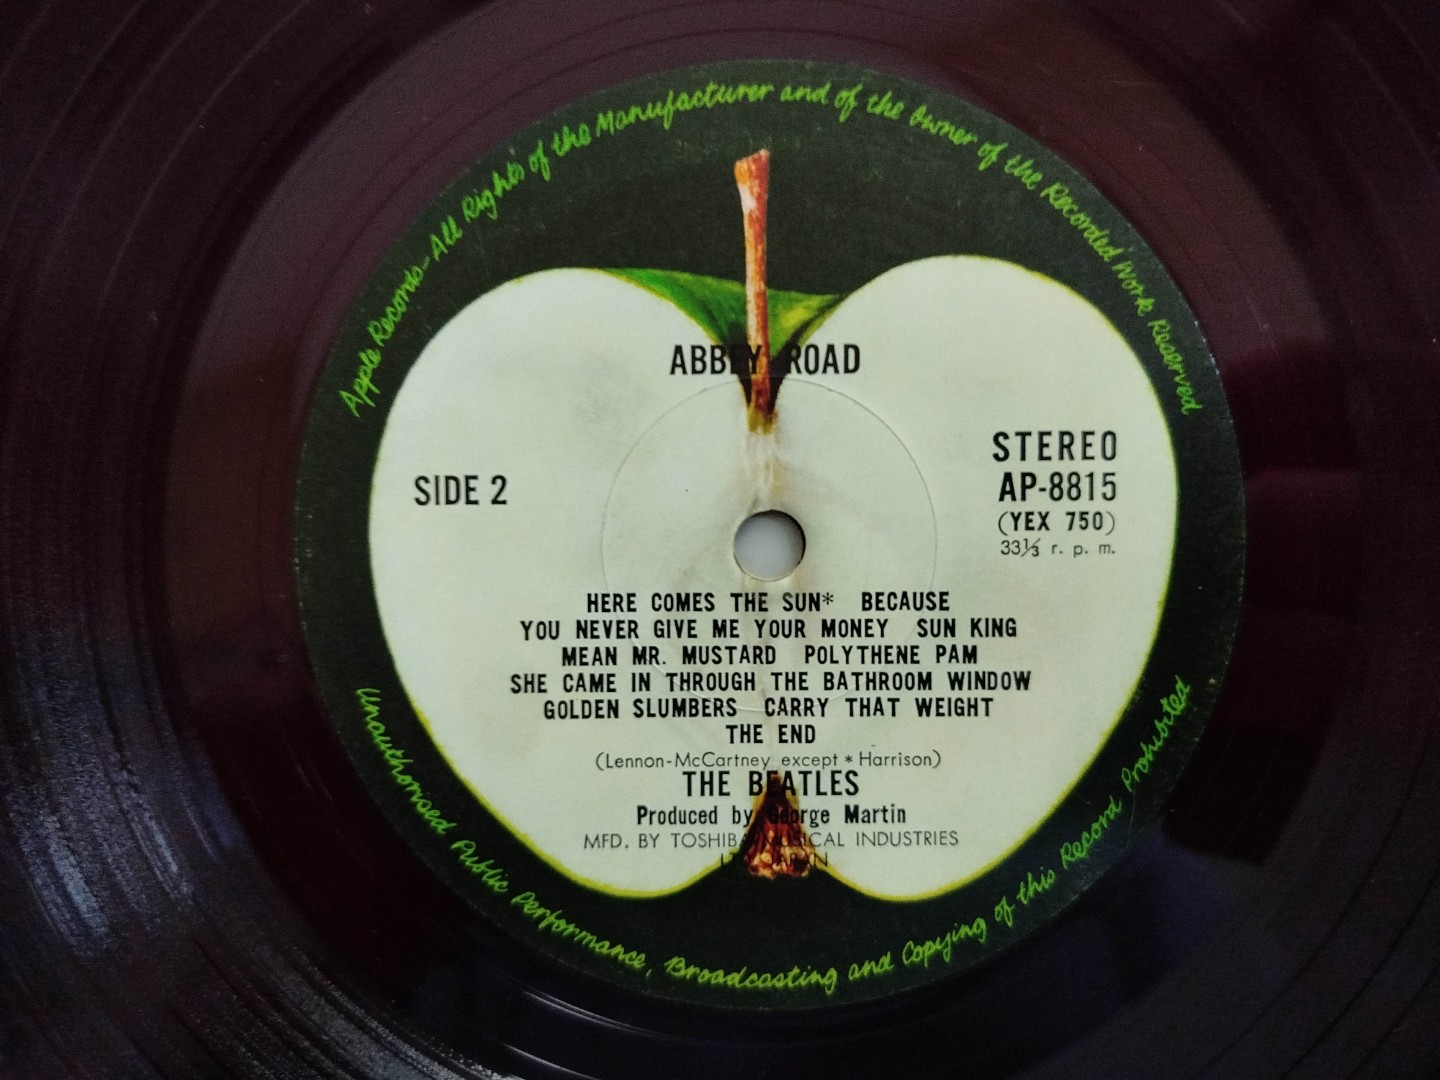 Apple Records-All Rights of the Manufacturer and of the Owner of the Recorded Work Reserved
ABBEY ROAD
STEREO
SIDE 2
AP-8815
(YEX 750)
33⅓ r. p. m.
HERE COMES THE SUN* BECAUSE
YOU NEVER GIVE ME YOUR MONEY SUN KING
MEAN MR. MUSTARD POLYTHENE PAM
SHE CAME IN THROUGH THE BATHROOM WINDOW
GOLDEN SLUMBERS CARRY THAT WEIGHT
THE END
(Lennon-McCartney except * Harrison)
THE BEATLES
Produced by George Martin
MFD. BY TOSHIBA MUSICAL INDUSTRIES
LTD. JAPAN
Unauthorised Public Performance, Broadcasting and Copying of this Record Prohibited